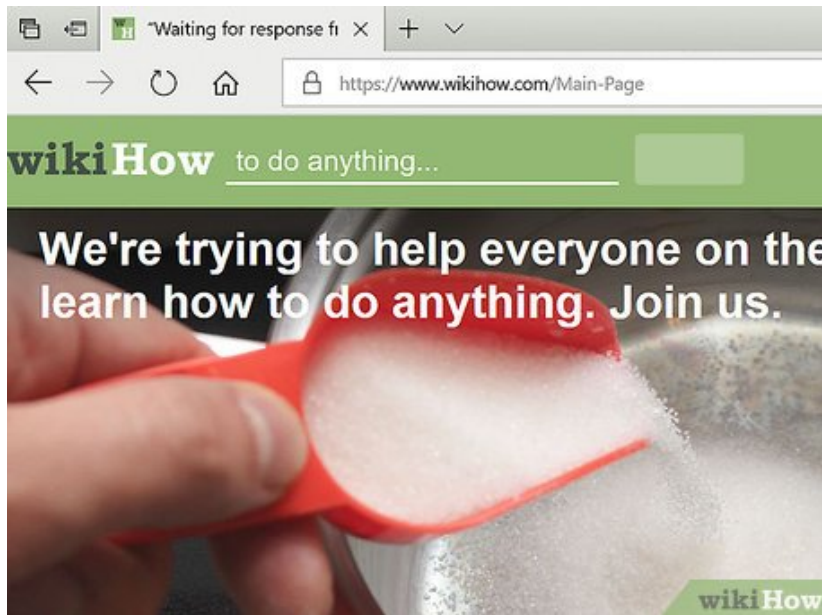 "Waiting for response fr
https://www.wikihow.com/Main-Page
wikiHow to do anything...
We're trying to help everyone on the
learn how to do anything. Join us.
wikiHow